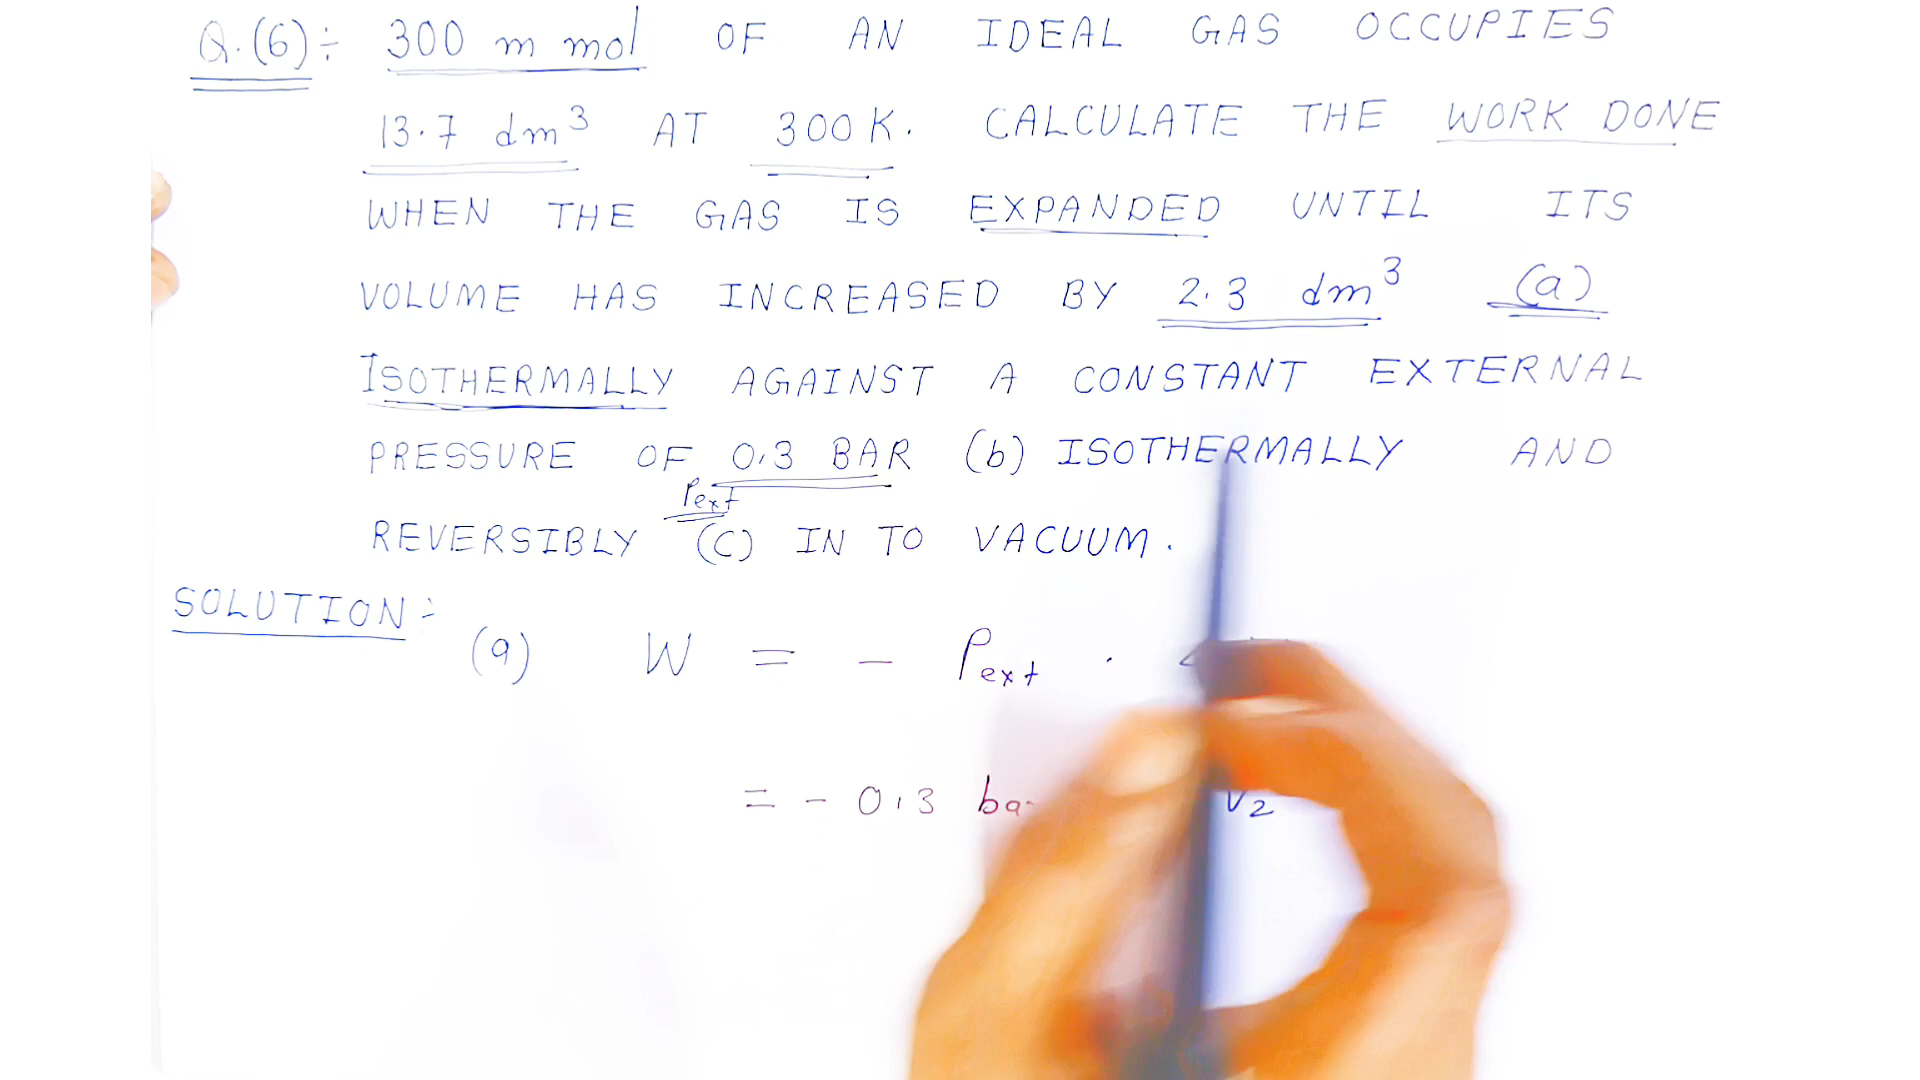 Q.(6):- 300 m mol OF AN IDEAL GAS OCCUPIES
13.7 dm³ AT 300K. CALCULATE THE WORK DONE
WHEN THE GAS IS EXPANDED UNTIL ITS
VOLUME HAS INCREASED BY 2.3 dm³ (a)
ISOTHERMALLY AGAINST A CONSTANT EXTERNAL
PRESSURE OF 0.3 BAR (b) ISOTHERMALLY AND
Pext
REVERSIBLY (C) IN TO VACUUM.
SOLUTION:-
(a) W = - Pext ·
= - 0.3 V2